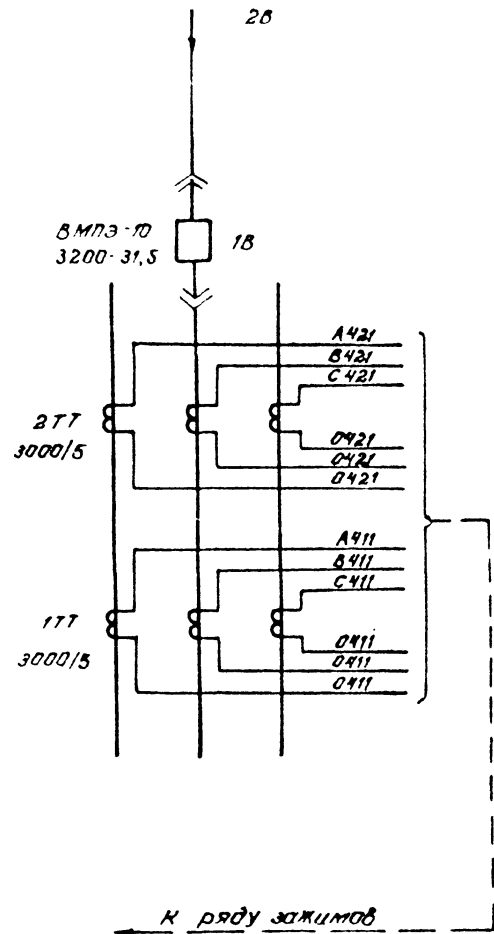 2В
ВМПЭ-10
3200-31,5
1В
А421
В421
С421
2ТТ
3000/5
0421
0421
0421
А411
В411
С411
1ТТ
3000/5
0411
0411
0411
К ряду зажимов